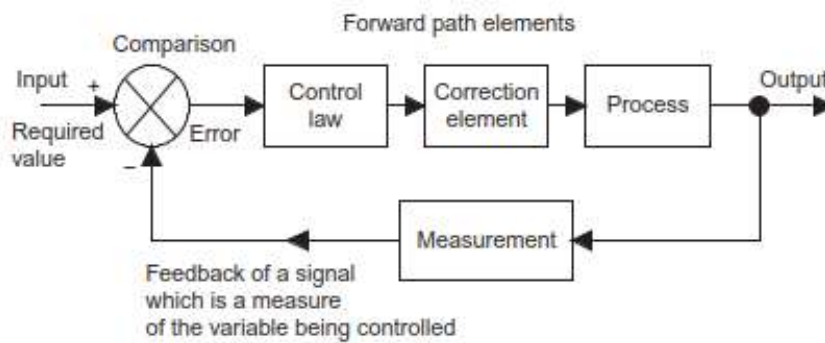 Forward path elements
Comparison
Input
+
Required
value
−
Error
Control
law
Correction
element
Process
Output
Measurement
Feedback of a signal
which is a measure
of the variable being controlled